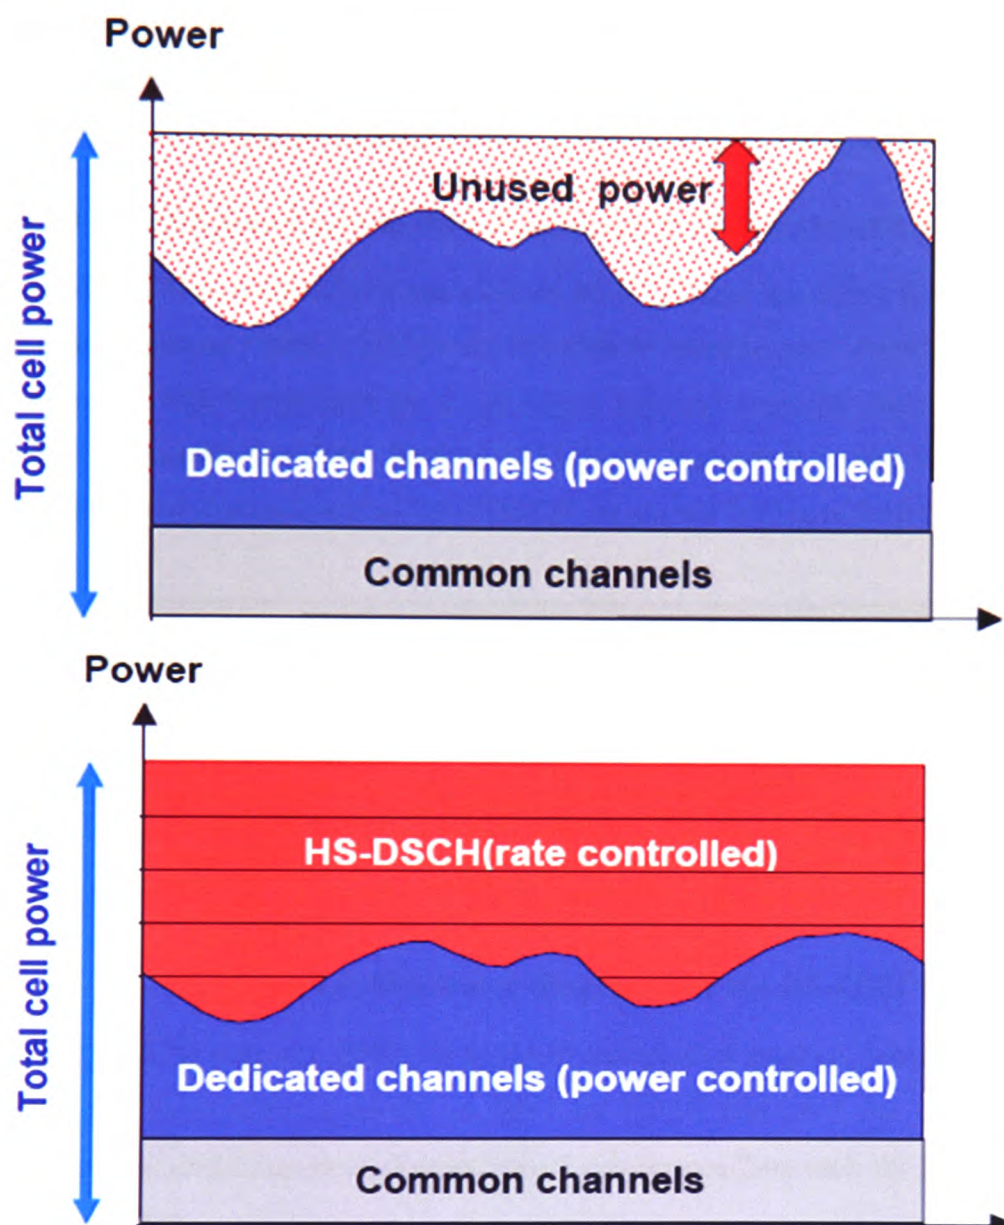 Power
Total cell power
Unused power
Dedicated channels (power controlled)
Common channels
Power
Total cell power
HS-DSCH(rate controlled)
Dedicated channels (power controlled)
Common channels